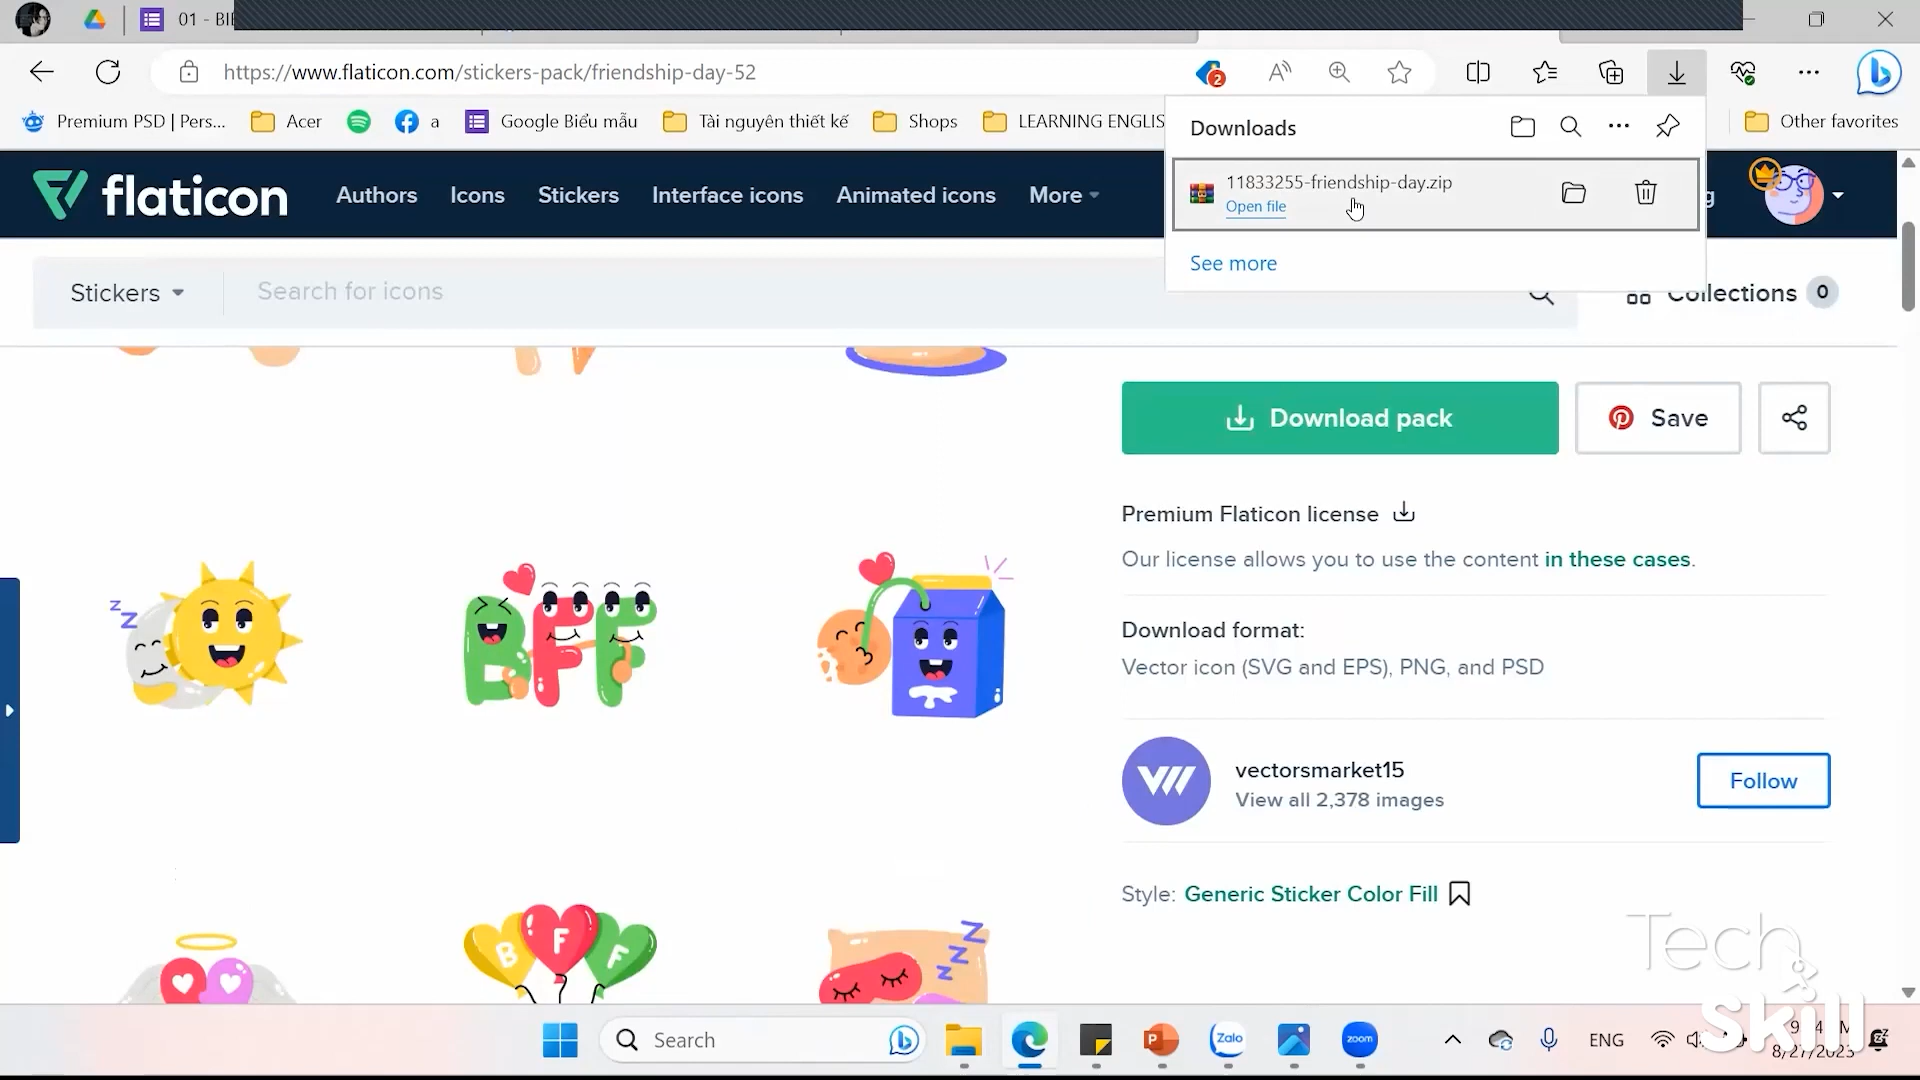 01 - BI
https://www.flaticon.com/stickers-pack/friendship-day-52
2
Premium PSD | Pers...
Acer
a
Google Biểu mẫu
Tài nguyên thiết kế
Shops
LEARNING ENGLIS
Other favorites
Downloads
11833255-friendship-day.zip
Open file
See more
flaticon
Authors
Icons
Stickers
Interface icons
Animated icons
More
Stickers
Search for icons
Collections
0
Download pack
Save
Premium Flaticon license
Our license allows you to use the content in these cases.
Download format:
Vector icon (SVG and EPS), PNG, and PSD
vectorsmarket15
View all 2,378 images
Follow
Style: Generic Sticker Color Fill
z
z
BFF
B F F
z
z
z
Tech
Skill
Search
Zalo
zoom
ENG
8/27/2023